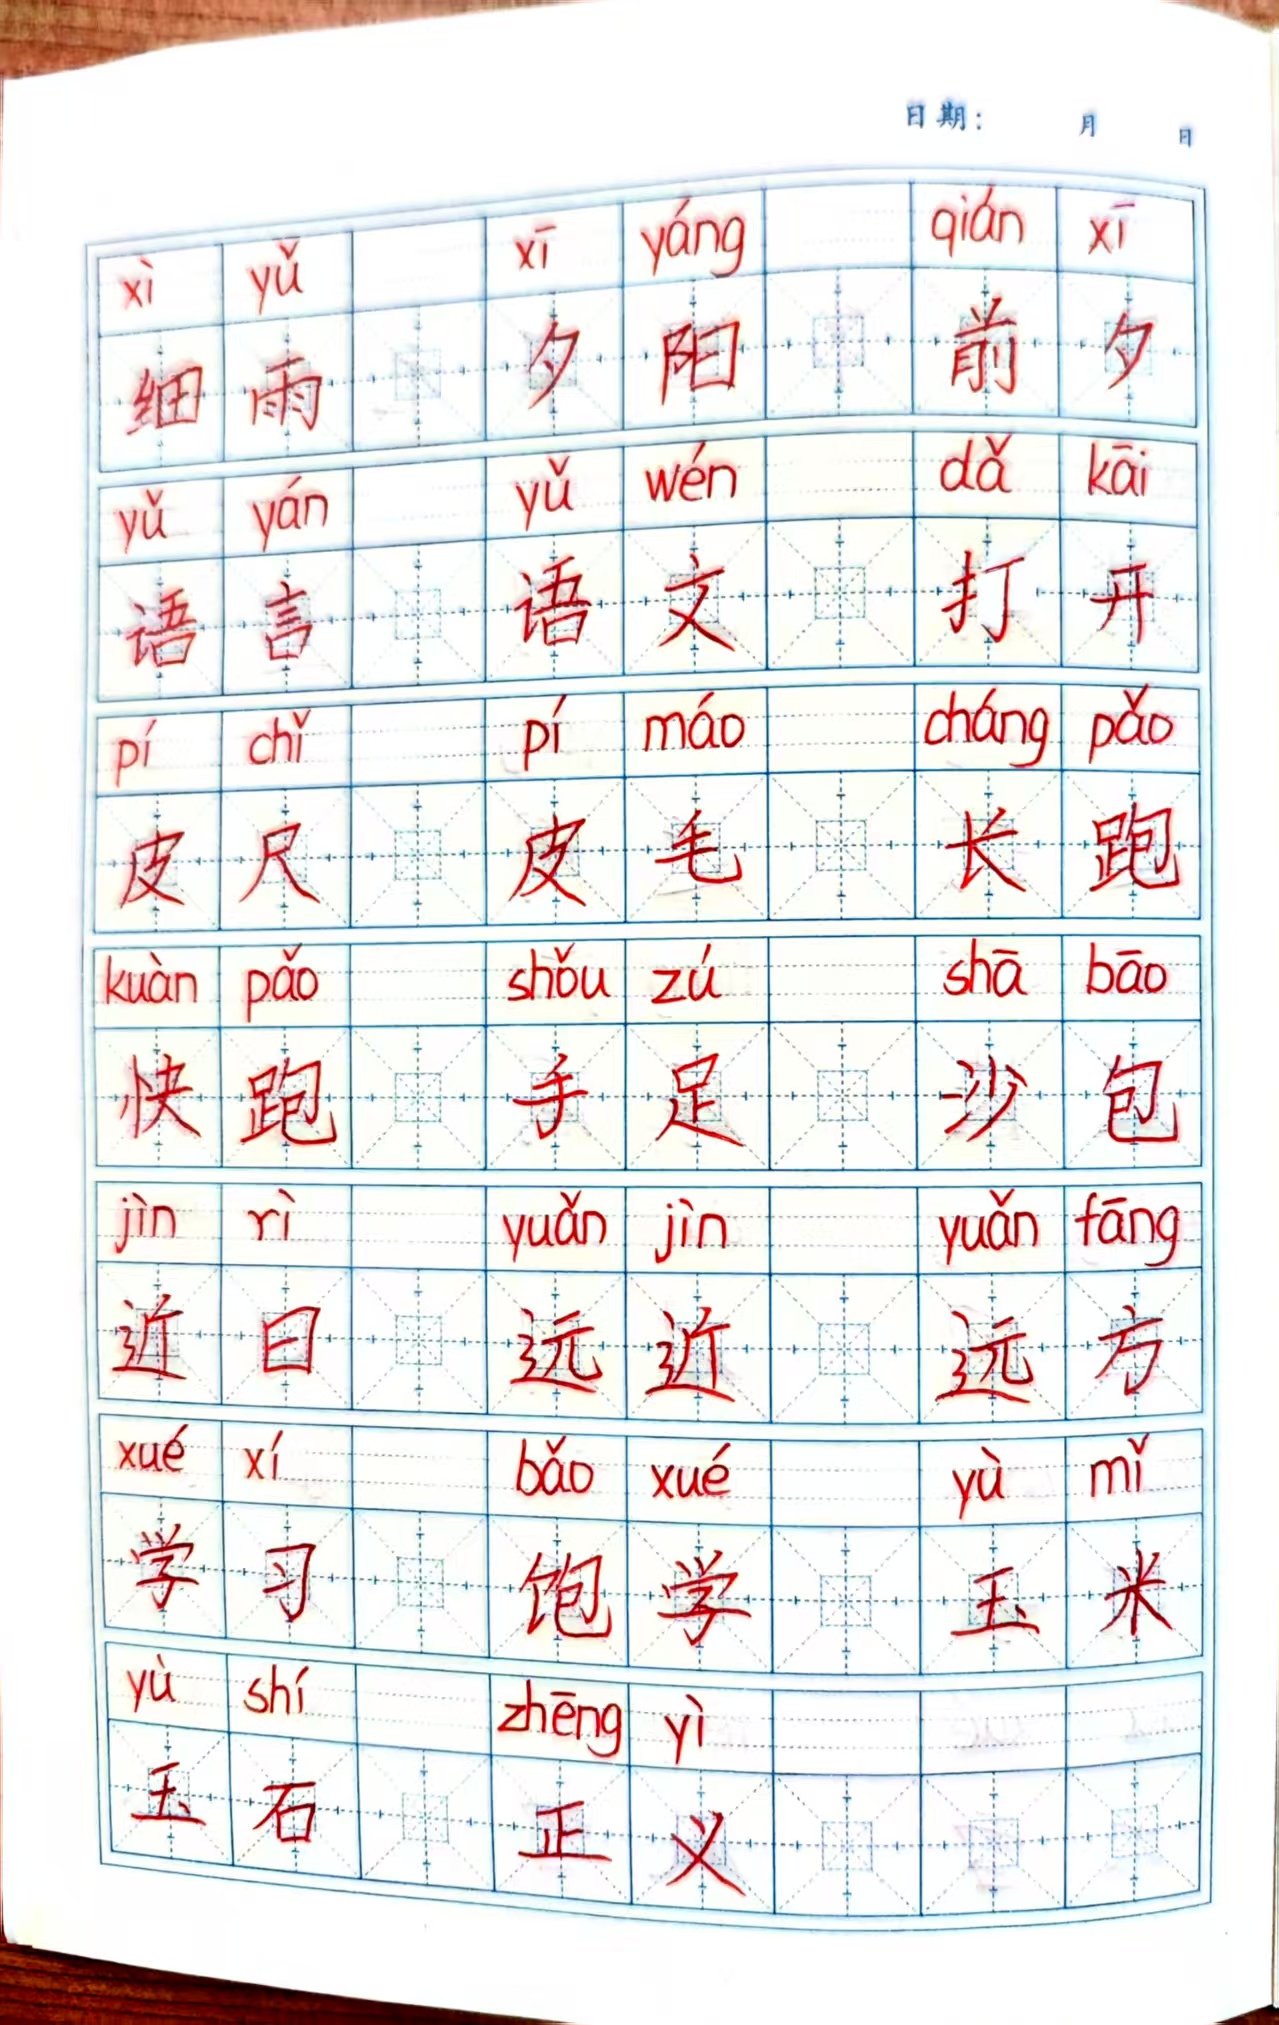 日期: 月 日
xì yǔ xī yáng qián xī
细雨 夕阳 前夕
yǔ yán yǔ wén dǎ kāi
语言 语文 打开
pí chǐ pí máo cháng pǎo
皮尺 皮毛 长跑
kuàn pǎo shǒu zú shā bāo
快跑 手足 沙包
jìn rì yuǎn jìn yuǎn fāng
近日 远近 远方
xué xí bǎo xué yù mǐ
学习 饱学 玉米
yù shí zhēng yì
玉石 正义